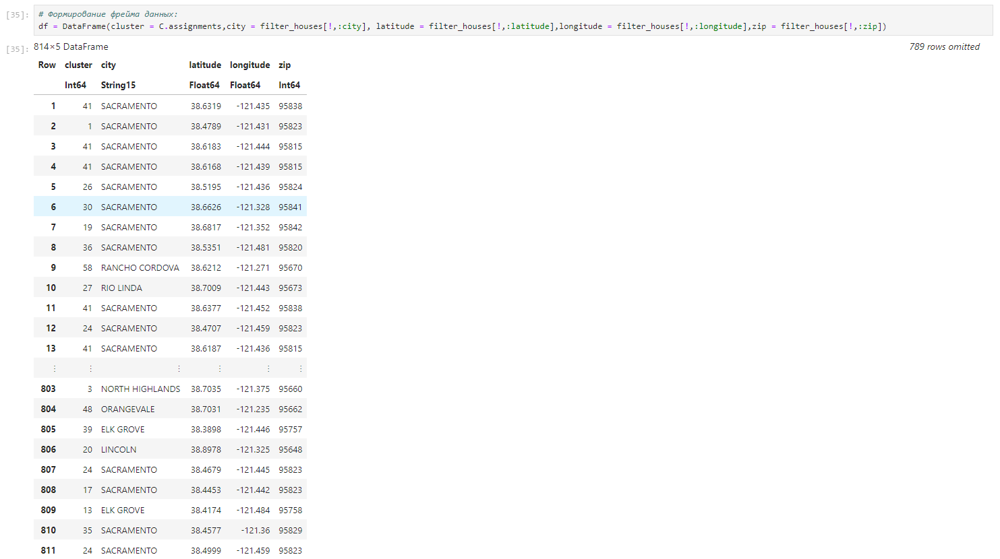 [35]: # Формирование фрейма данных:
df = DataFrame(cluster = C.assignments,city = filter_houses[!,:city], latitude = filter_houses[!,:latitude],longitude = filter_houses[!,:longitude],zip = filter_houses[!,:zip])
[35]: 814×5 DataFrame 789 rows omitted
Row cluster city latitude longitude zip
Int64 String15 Float64 Float64 Int64
1 41 SACRAMENTO 38.6319 -121.435 95838
2 1 SACRAMENTO 38.4789 -121.431 95823
3 41 SACRAMENTO 38.6183 -121.444 95815
4 41 SACRAMENTO 38.6168 -121.439 95815
5 26 SACRAMENTO 38.5195 -121.436 95824
6 30 SACRAMENTO 38.6626 -121.328 95841
7 19 SACRAMENTO 38.6817 -121.352 95842
8 36 SACRAMENTO 38.5351 -121.481 95820
9 58 RANCHO CORDOVA 38.6212 -121.271 95670
10 27 RIO LINDA 38.7009 -121.443 95673
11 41 SACRAMENTO 38.6377 -121.452 95838
12 24 SACRAMENTO 38.4707 -121.459 95823
13 41 SACRAMENTO 38.6187 -121.436 95815
⋮ ⋮ ⋮ ⋮ ⋮ ⋮
803 3 NORTH HIGHLANDS 38.7035 -121.375 95660
804 48 ORANGEVALE 38.7031 -121.235 95662
805 39 ELK GROVE 38.3898 -121.446 95757
806 20 LINCOLN 38.8978 -121.325 95648
807 24 SACRAMENTO 38.4679 -121.445 95823
808 17 SACRAMENTO 38.4453 -121.442 95823
809 13 ELK GROVE 38.4174 -121.484 95758
810 35 SACRAMENTO 38.4577 -121.36 95829
811 24 SACRAMENTO 38.4999 -121.459 95823